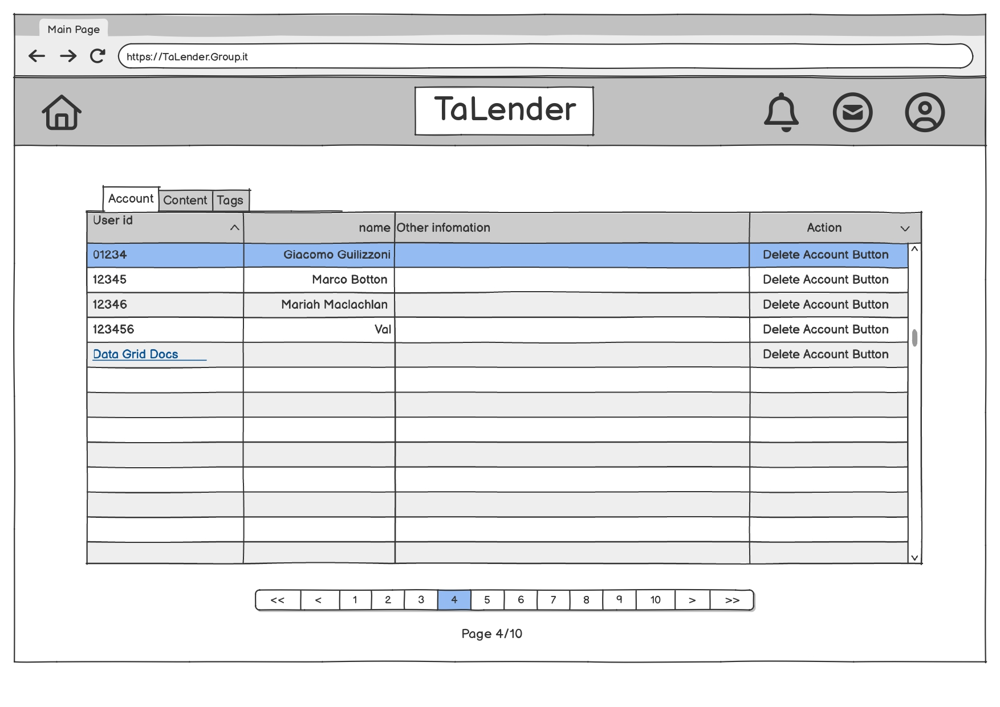 Main Page
https://TaLender.Group.it
TaLender
Account Content Tags
User id name Other infomation Action
01234 Giacomo Guilizzoni Delete Account Button
12345 Marco Botton Delete Account Button
12346 Mariah Maclachlan Delete Account Button
123456 Val Delete Account Button
Data Grid Docs Delete Account Button
<< < 1 2 3 4 5 6 7 8 9 10 > >>
Page 4/10